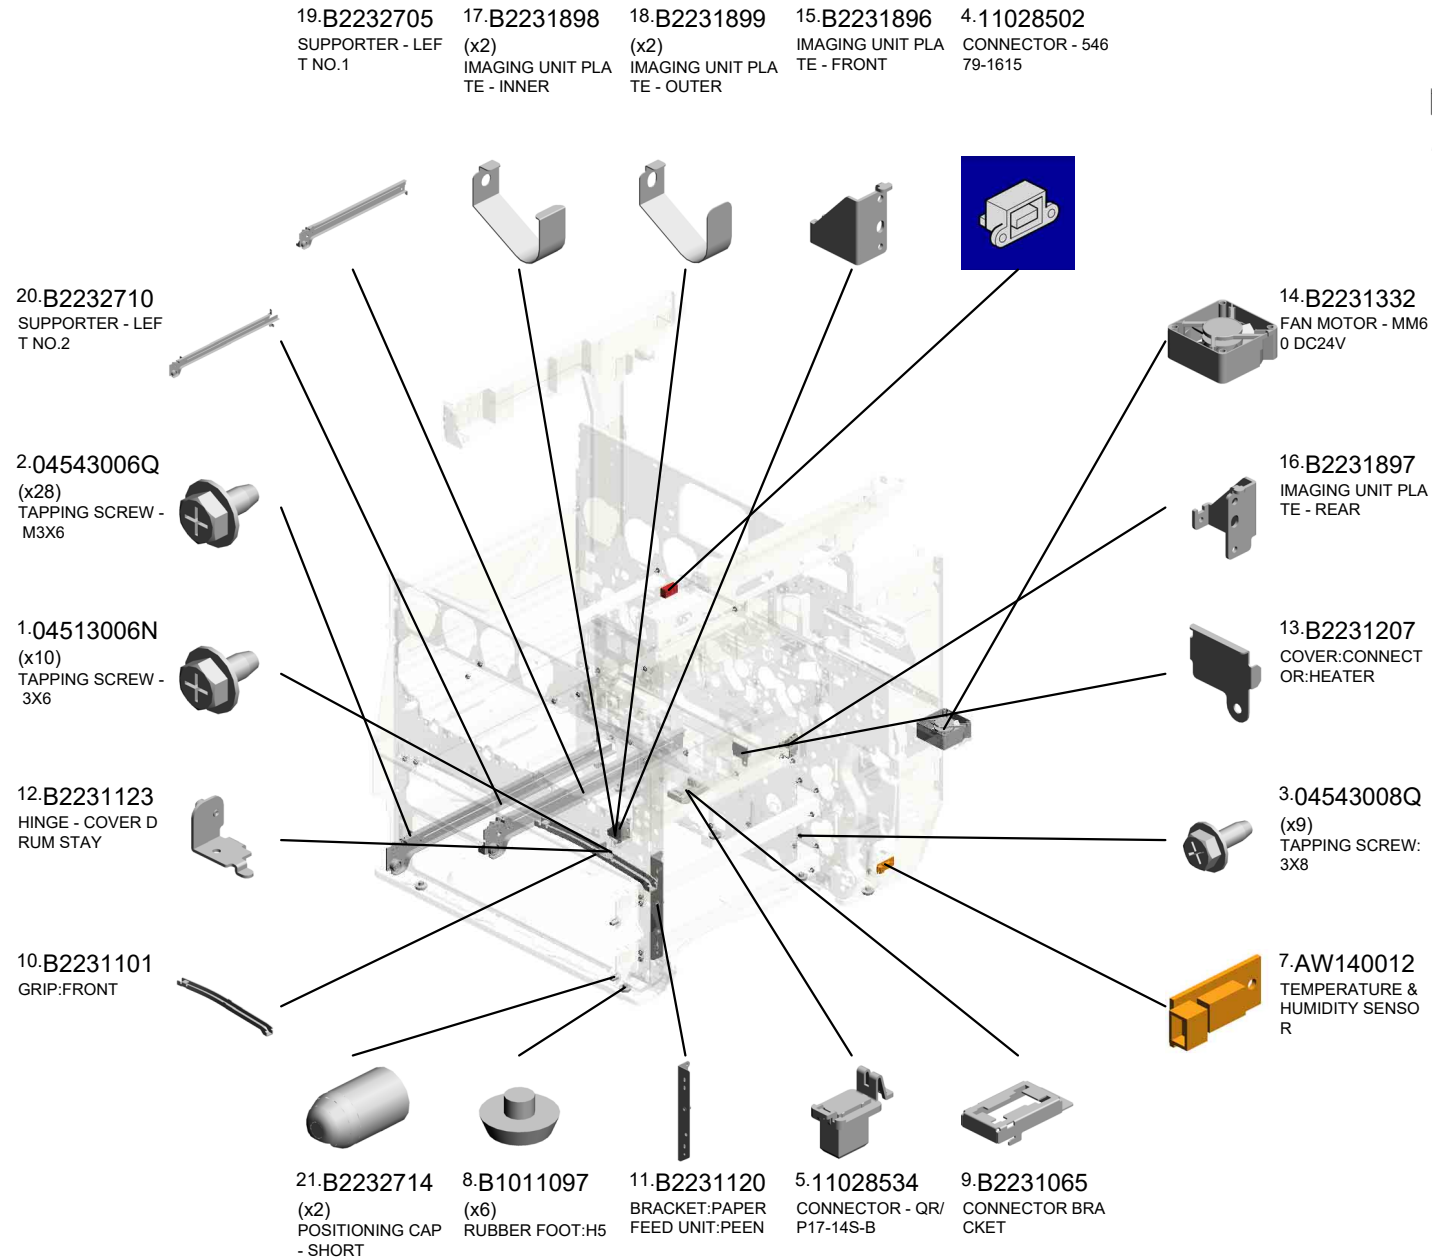 19.B2232705
SUPPORTER - LEF
T NO.1
17.B2231898
(x2)
IMAGING UNIT PLA
TE - INNER
18.B2231899
(x2)
IMAGING UNIT PLA
TE - OUTER
15.B2231896
IMAGING UNIT PLA
TE - FRONT
4.11028502
CONNECTOR - 546
79-1615
20.B2232710
SUPPORTER - LEF
T NO.2
14.B2231332
FAN MOTOR - MM6
0 DC24V
2.04543006Q
(x28)
TAPPING SCREW -
M3X6
16.B2231897
IMAGING UNIT PLA
TE - REAR
1.04513006N
(x10)
TAPPING SCREW -
3X6
13.B2231207
COVER:CONNECT
OR:HEATER
12.B2231123
HINGE - COVER D
RUM STAY
3.04543008Q
(x9)
TAPPING SCREW:
3X8
10.B2231101
GRIP:FRONT
7.AW140012
TEMPERATURE &
HUMIDITY SENSO
R
21.B2232714
(x2)
POSITIONING CAP
- SHORT
8.B1011097
(x6)
RUBBER FOOT:H5
11.B2231120
BRACKET:PAPER
FEED UNIT:PEEN
5.11028534
CONNECTOR - QR/
P17-14S-B
9.B2231065
CONNECTOR BRA
CKET